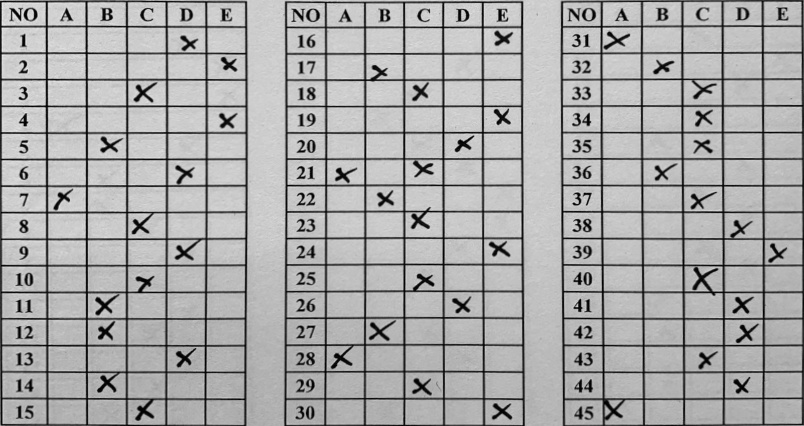 NO A B C D E NO A B C D E NO A B C D E
1 X 16 X 31 X
2 X 17 X 32 X
3 X 18 X 33 X
4 X 19 X 34 X
5 X 20 X 35 X
6 X 21 X X 36 X
7 X 22 X 37 X
8 X 23 X 38 X
9 X 24 X 39 X
10 X 25 X 40 X
11 X 26 X 41 X
12 X 27 X 42 X
13 X 28 X 43 X
14 X 29 X 44 X
15 X 30 X 45 X